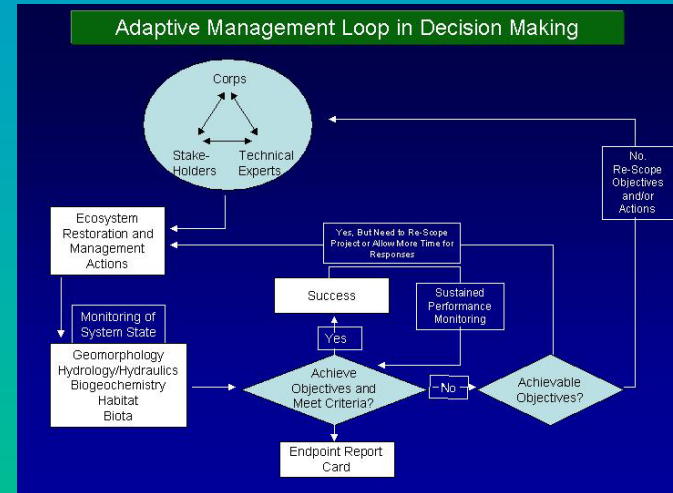 Adaptive Management Loop in Decision Making
Corps
Stake-
Holders
Technical
Experts
No.
Re-Scope
Objectives
and/or
Actions
Ecosystem
Restoration and
Management
Actions
Yes, But Need to Re-Scope
Project or Allow More Time for
Responses
Success
Sustained
Performance
Monitoring
Monitoring of
System State
Yes
Geomorphology
Hydrology/Hydraulics
Biogeochemistry
Habitat
Biota
Achieve
Objectives and
Meet Criteria?
No
Achievable
Objectives?
Endpoint Report
Card